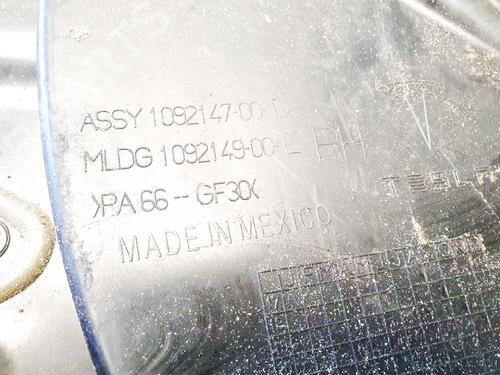 ASSY 1092147-00-D
MLDG 1092149-00-E RH
>PA 66-GF30<
TESLA
MADE IN MEXICO